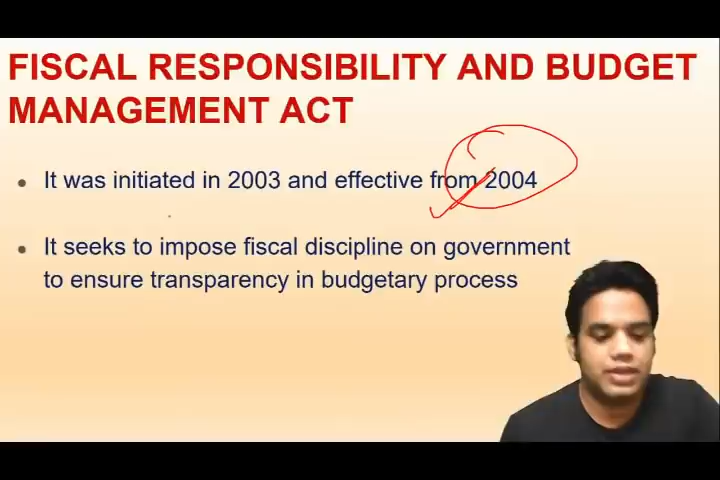 FISCAL RESPONSIBILITY AND BUDGET
MANAGEMENT ACT
• It was initiated in 2003 and effective from 2004
• It seeks to impose fiscal discipline on government
to ensure transparency in budgetary process